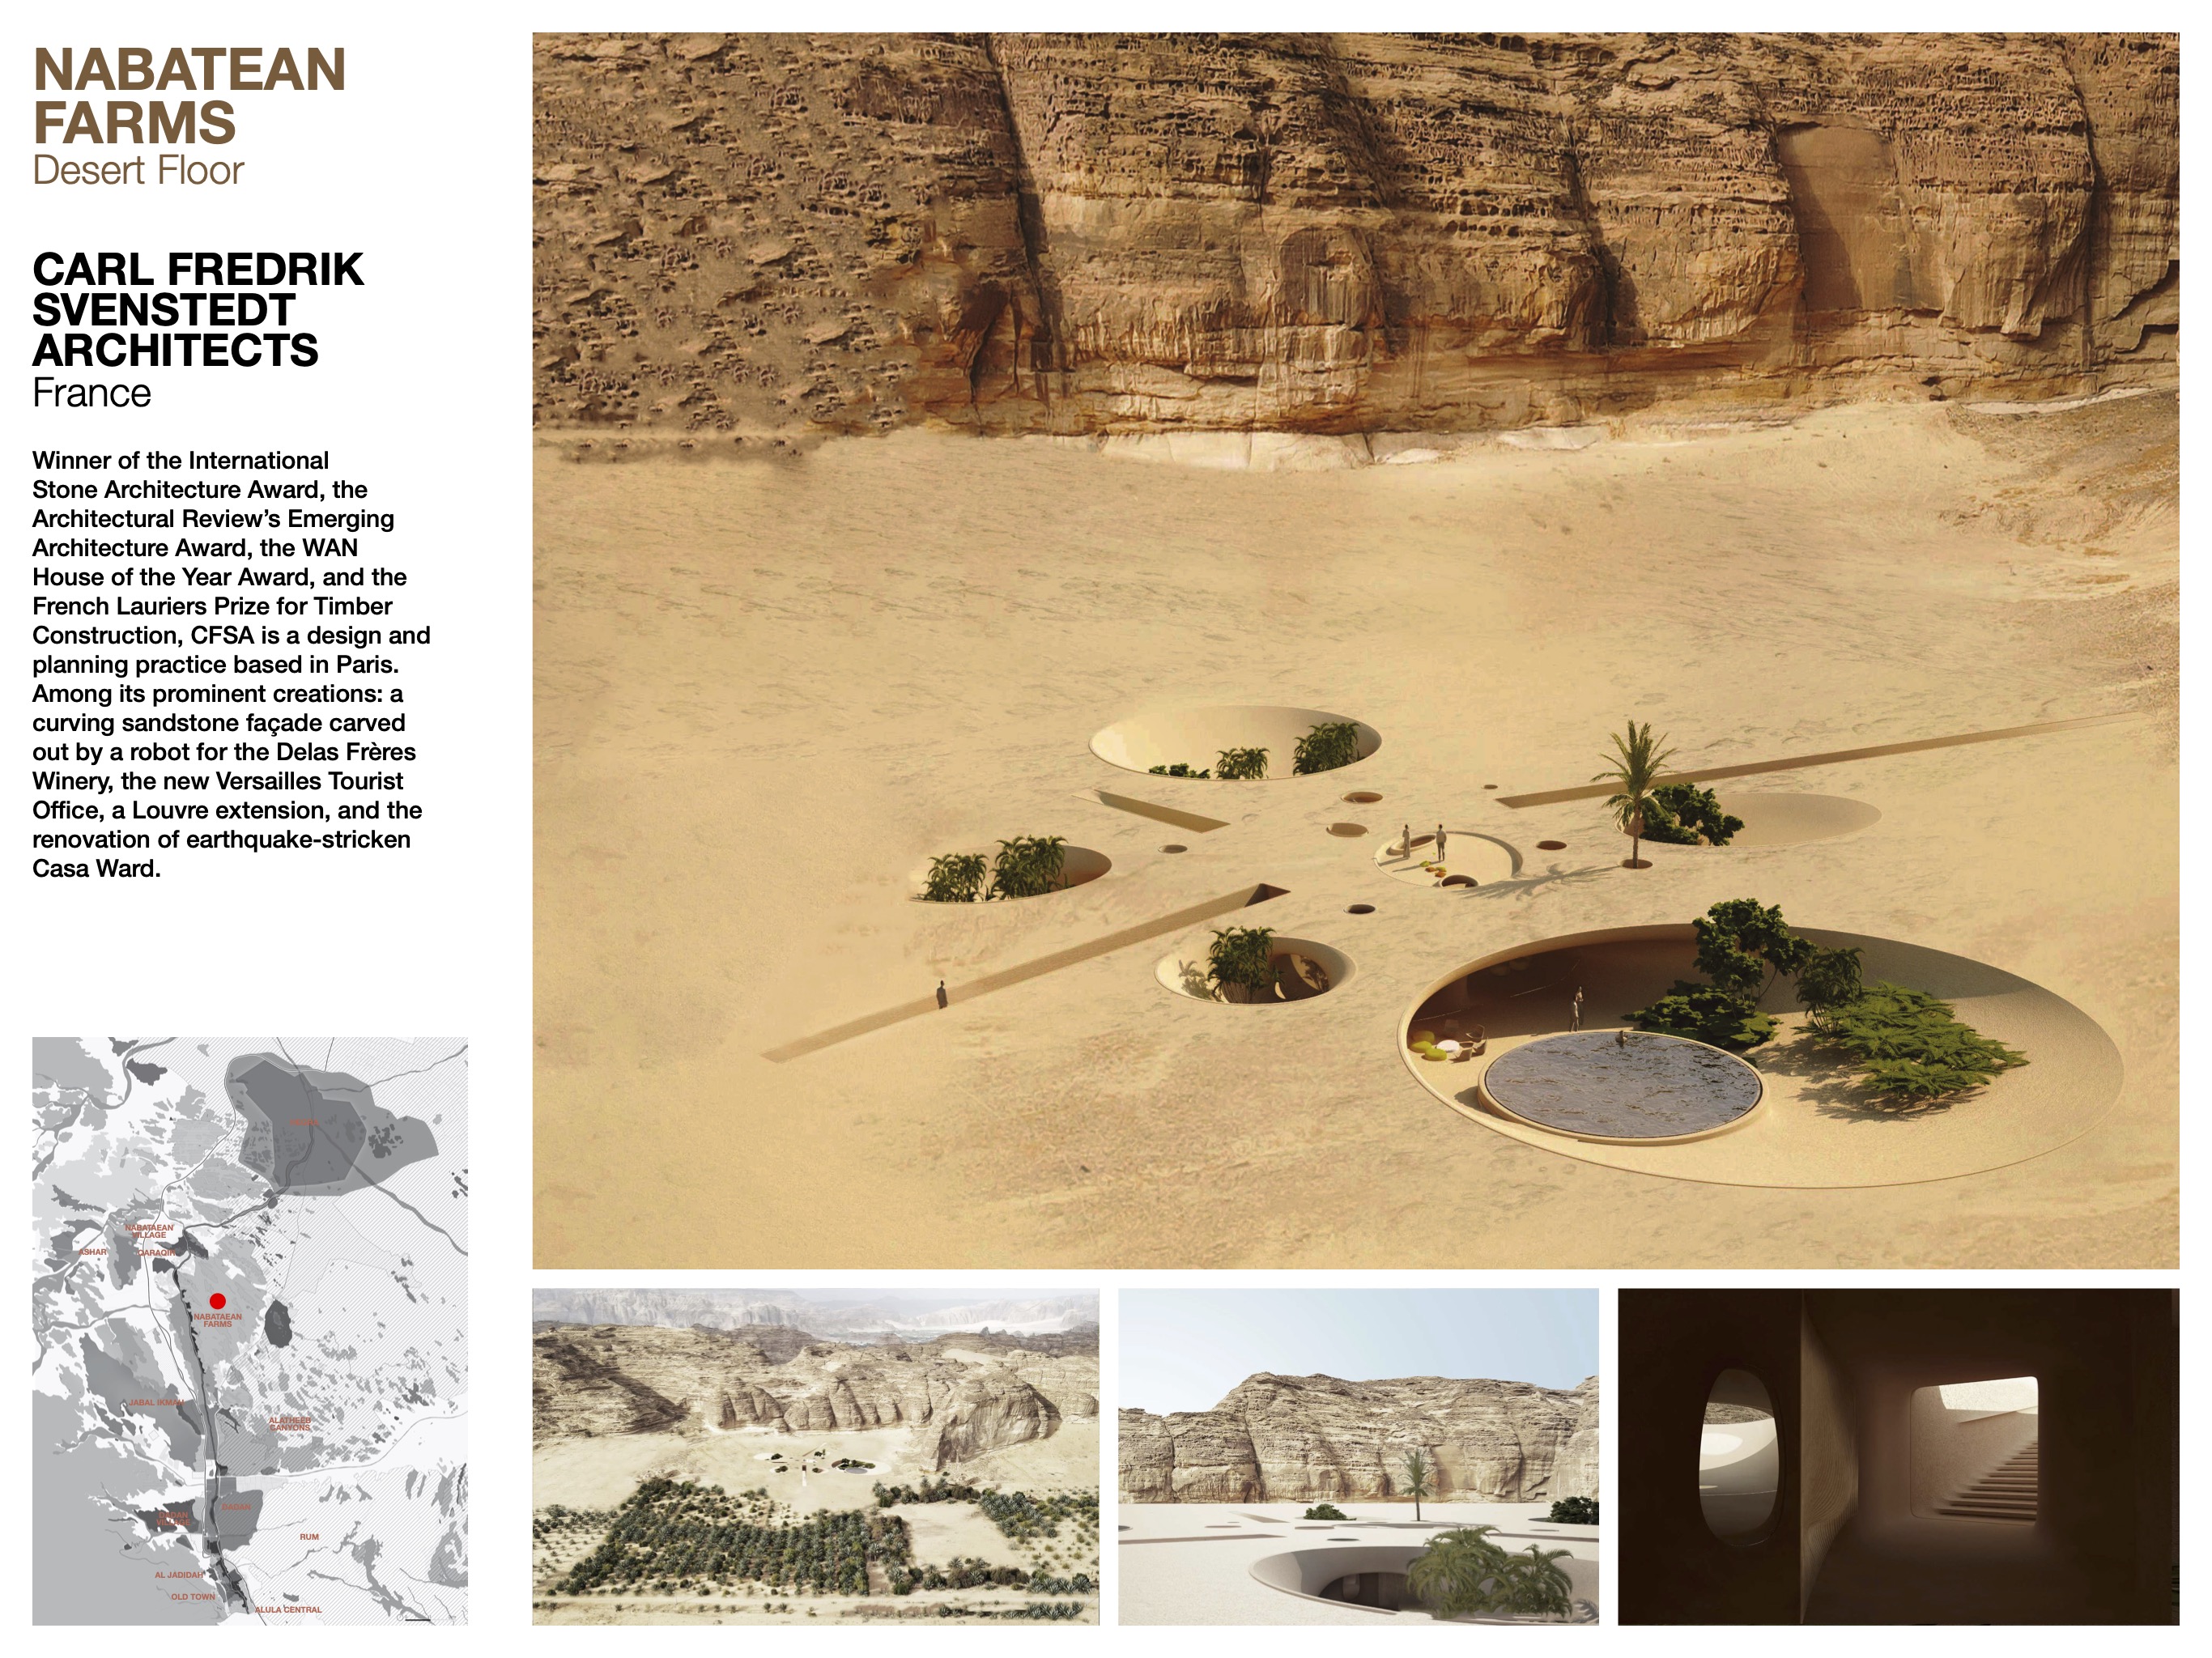 NABATEAN
FARMS
Desert Floor
CARL FREDRIK
SVENSTEDT
ARCHITECTS
France
Winner of the International
Stone Architecture Award, the
Architectural Review’s Emerging
Architecture Award, the WAN
House of the Year Award, and the
French Lauriers Prize for Timber
Construction, CFSA is a design and
planning practice based in Paris.
Among its prominent creations: a
curving sandstone façade carved
out by a robot for the Delas Frères
Winery, the new Versailles Tourist
Office, a Louvre extension, and the
renovation of earthquake-stricken
Casa Ward.
NABATAEAN
VILLAGE
ASHAR
QARAQIR
NABATAEAN
FARMS
JABAL IKMAH
ALATHEEB
CANYONS
DADAN
RUM
AL JADIDAH
OLD TOWN
ALULA CENTRAL